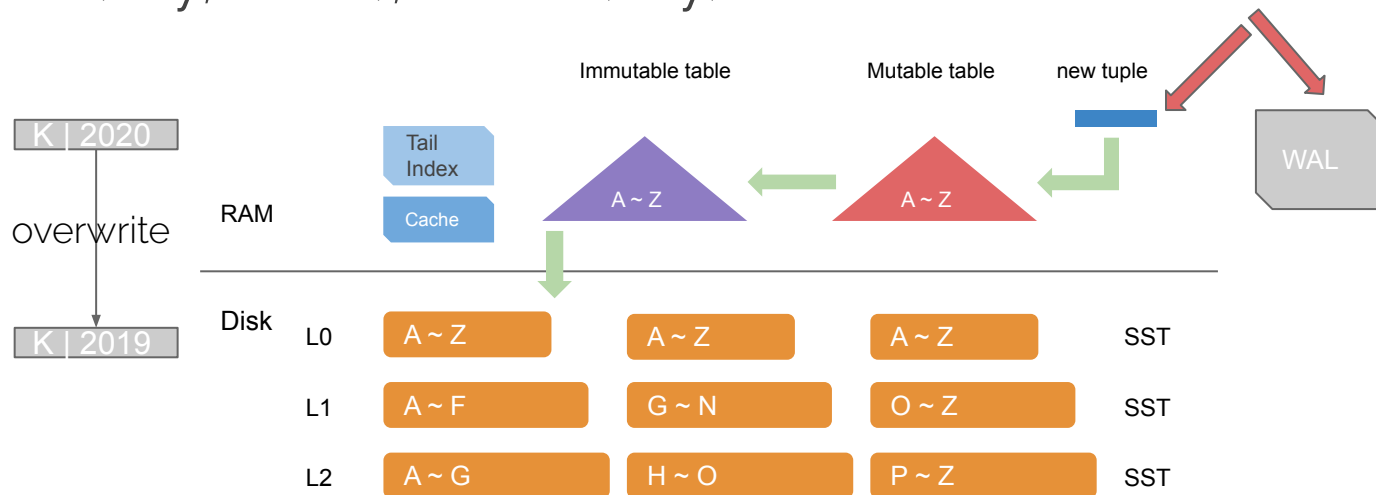 Immutable table
Mutable table
new tuple
K | 2020
Tail
Index
WAL
A ~ Z
A ~ Z
RAM
Cache
overwrite
Disk
K | 2019
L0
A ~ Z
A ~ Z
A ~ Z
SST
L1
A ~ F
G ~ N
O ~ Z
SST
L2
A ~ G
H ~ O
P ~ Z
SST